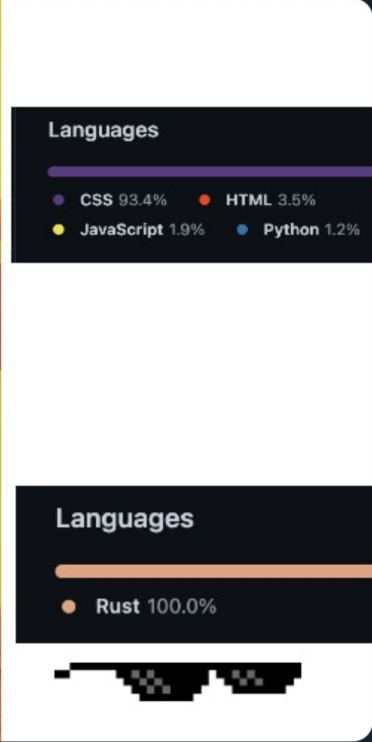 Languages
CSS 93.4% HTML 3.5%
JavaScript 1.9% Python 1.2%
Languages
Rust 100.0%